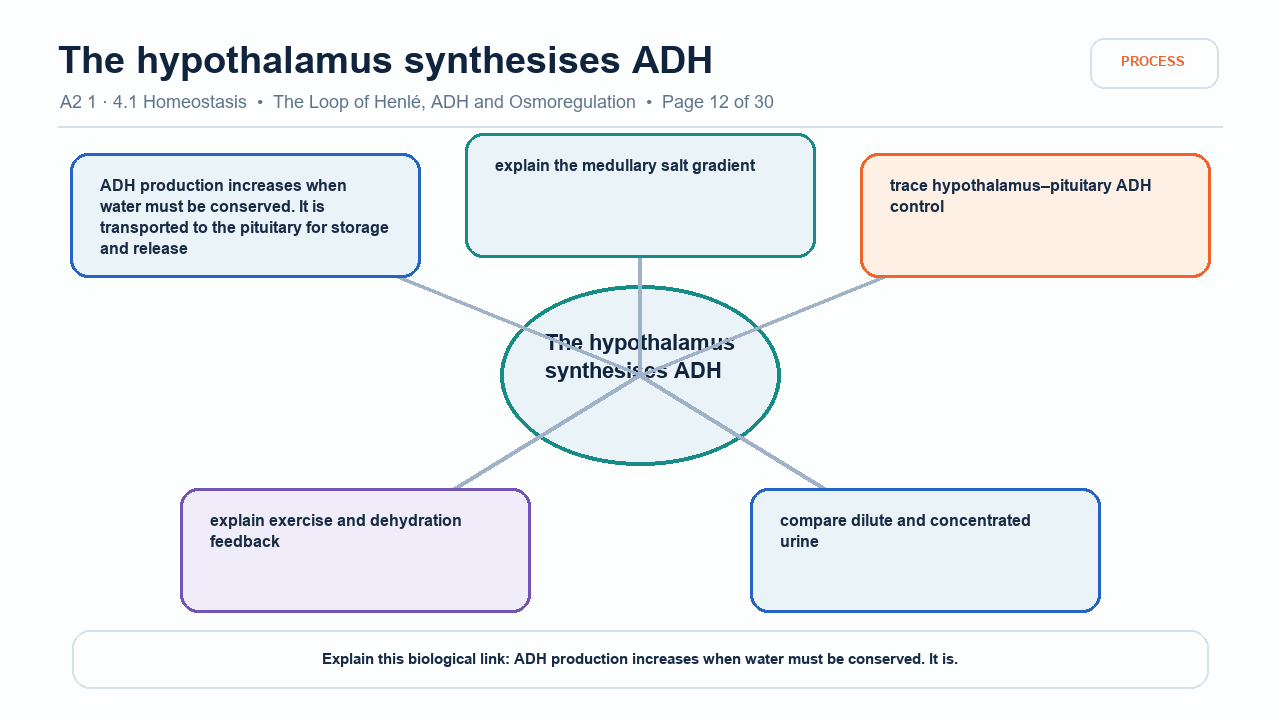 The hypothalamus synthesises ADH
PROCESS
A2 1 · 4.1 Homeostasis • The Loop of Henlé, ADH and Osmoregulation • Page 12 of 30
ADH production increases when
water must be conserved. It is
transported to the pituitary for storage
and release
explain the medullary salt gradient
trace hypothalamus–pituitary ADH
control
The hypothalamus
synthesises ADH
explain exercise and dehydration
feedback
compare dilute and concentrated
urine
Explain this biological link: ADH production increases when water must be conserved. It is.